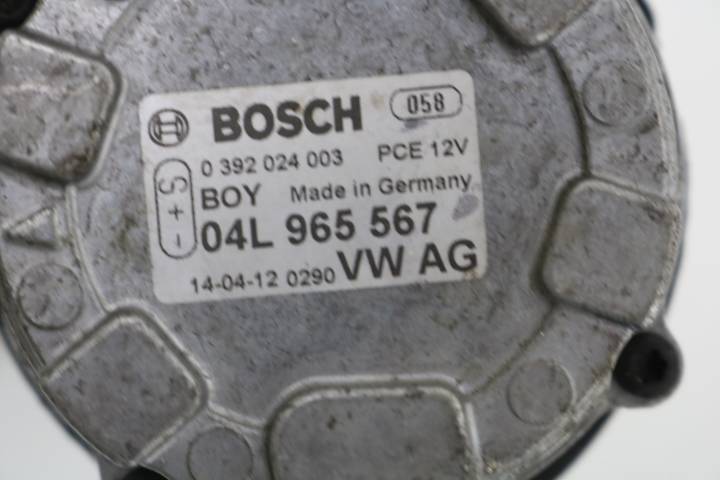 BOSCH 058
0 392 024 003 PCE 12V
S + -
BOY Made in Germany
04L 965 567
14-04-12 0290 VW AG